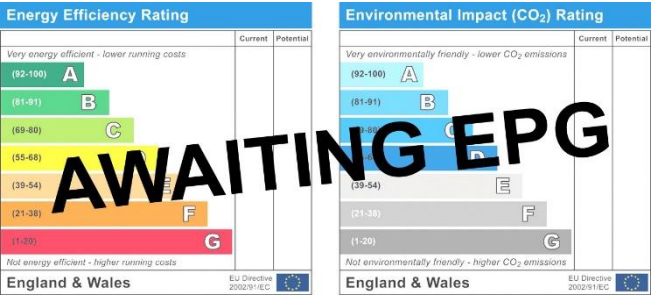 Energy Efficiency Rating
Current Potential
Very energy efficient - lower running costs
(92-100) A
(81-91) B
(69-80) C
(55-68) D
(39-54) E
(21-38) F
(1-20) G
Not energy efficient - higher running costs
England & Wales
EU Directive
2002/91/EC
Environmental Impact (CO₂) Rating
Current Potential
Very environmentally friendly - lower CO₂ emissions
(92-100) A
(81-91) B
C
D
(39-54) E
(21-38) F
(1-20) G
Not environmentally friendly - higher CO₂ emissions
England & Wales
EU Directive
2002/91/EC
AWAITING EPG